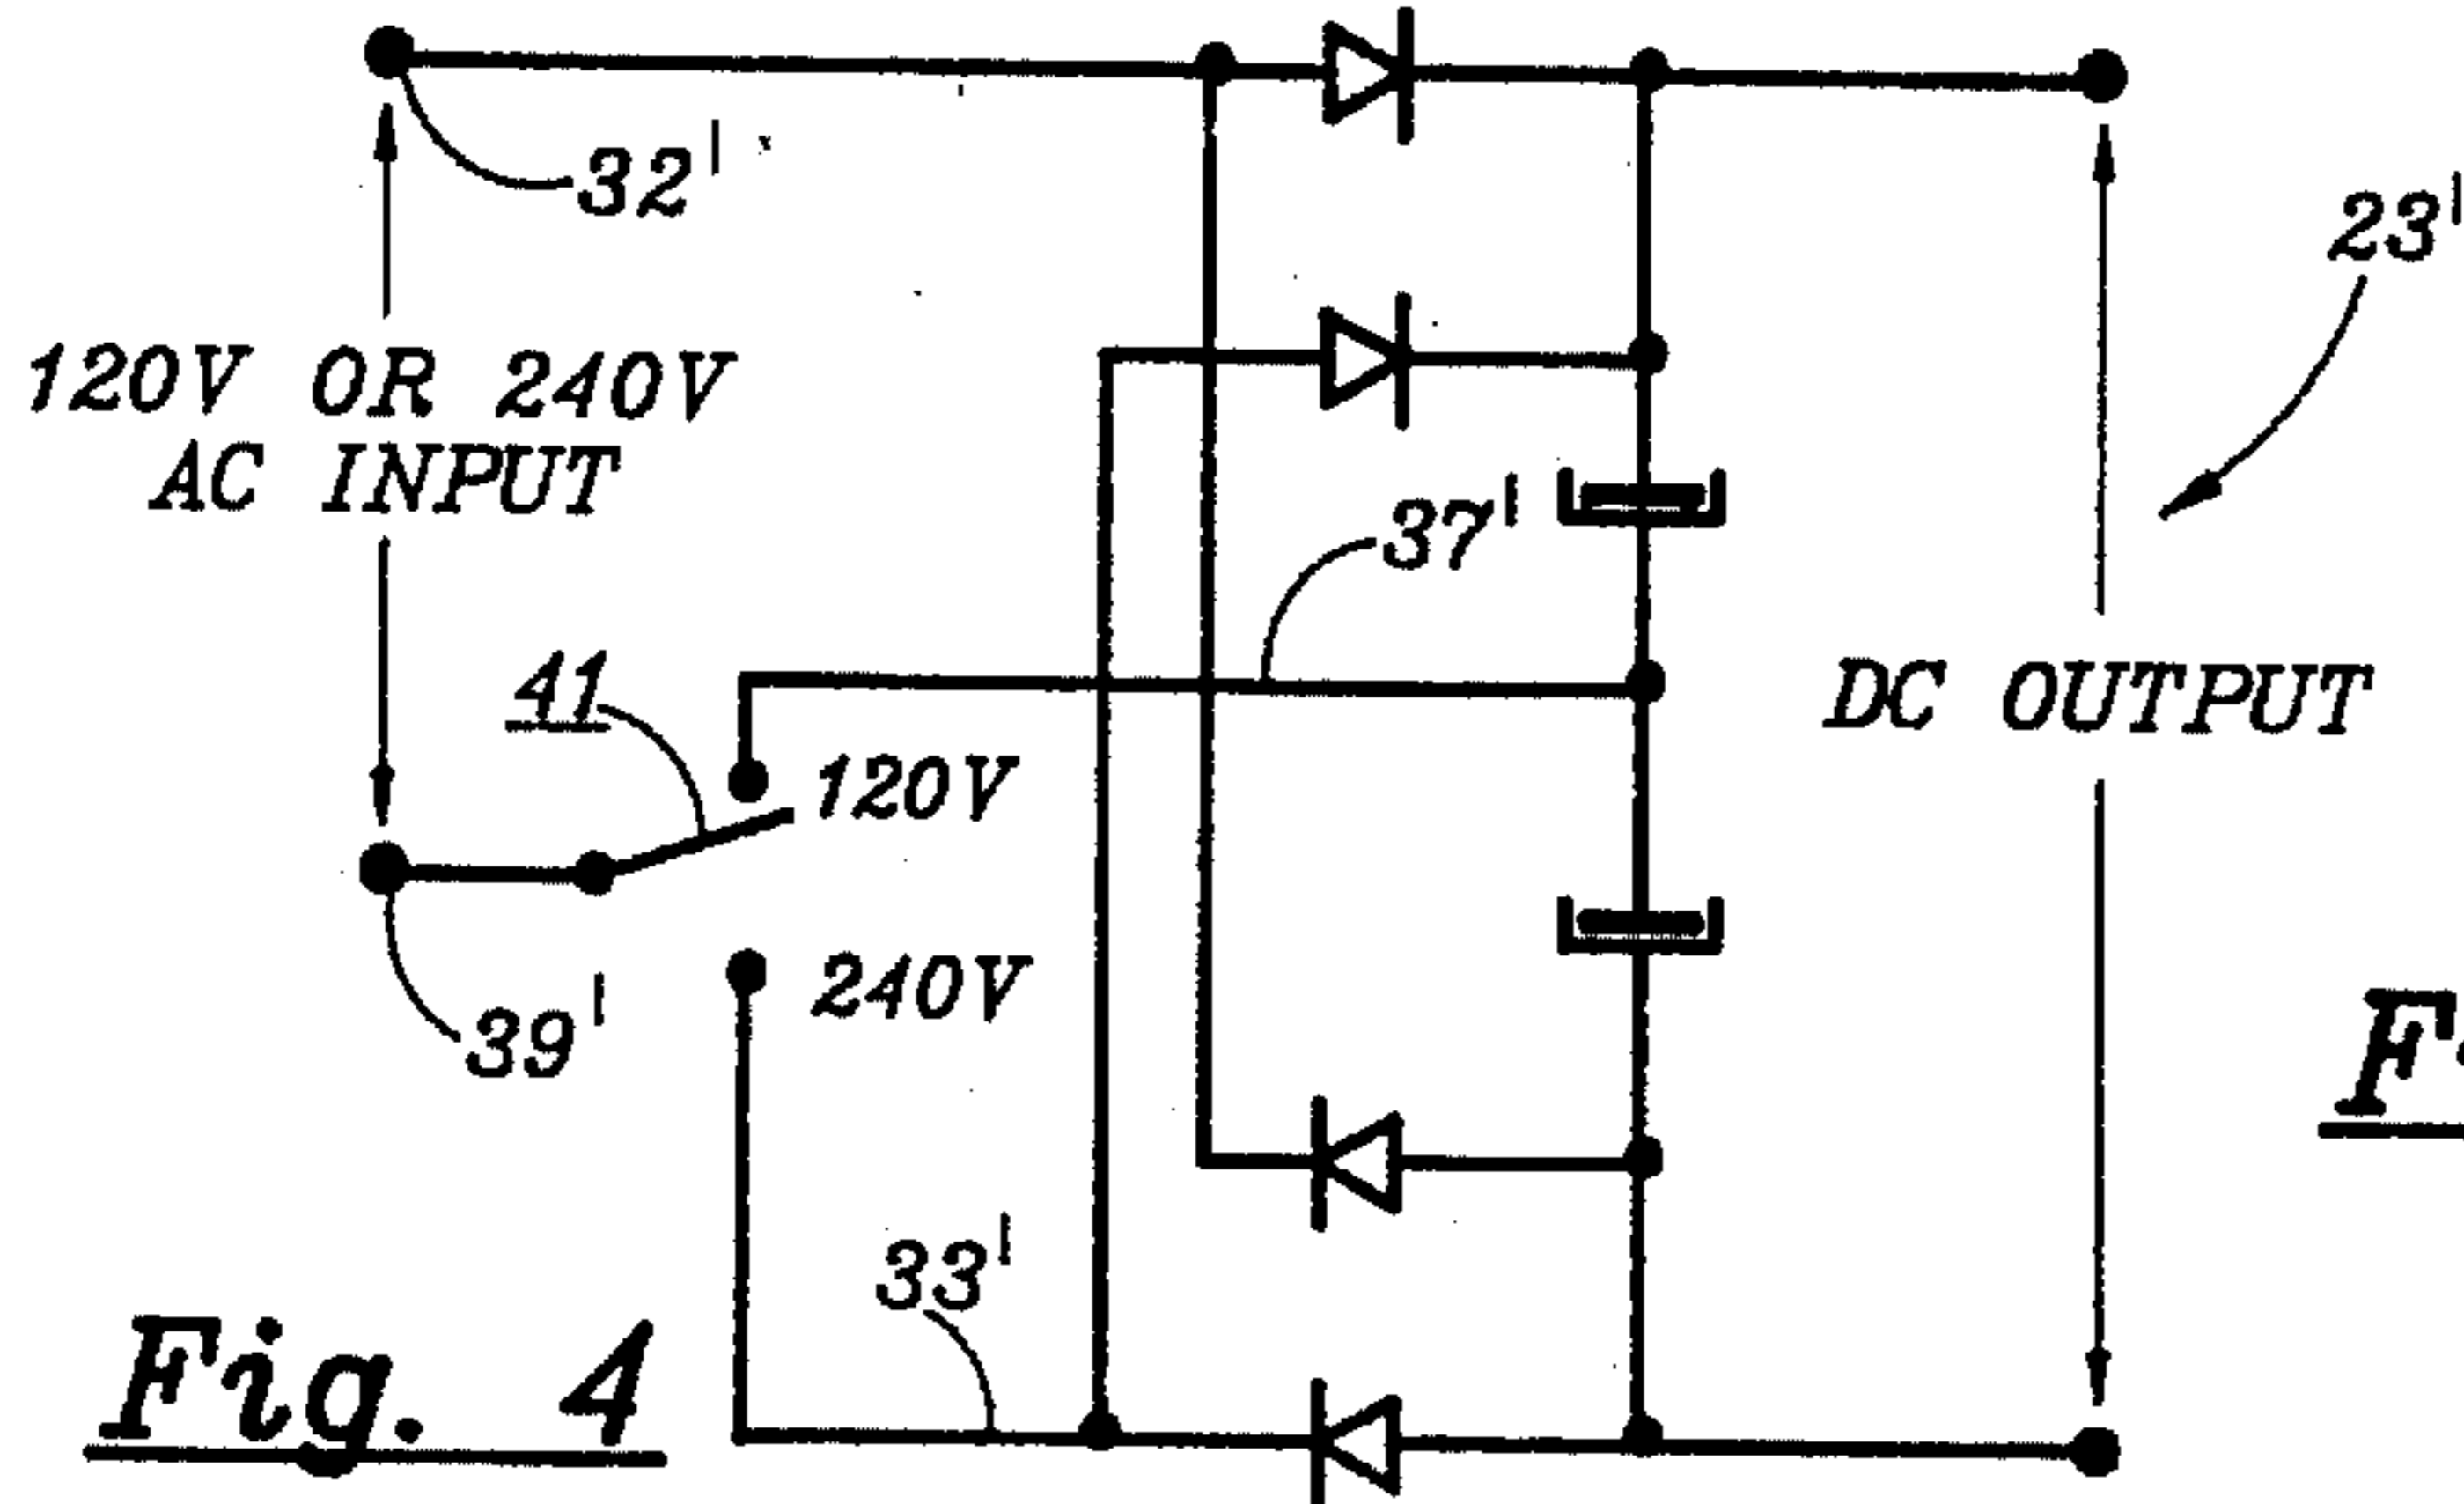 32'
23'
120V OR 240V
AC INPUT
37'
41
DC OUTPUT
120V
240V
39'
33'
Fig. 4
F